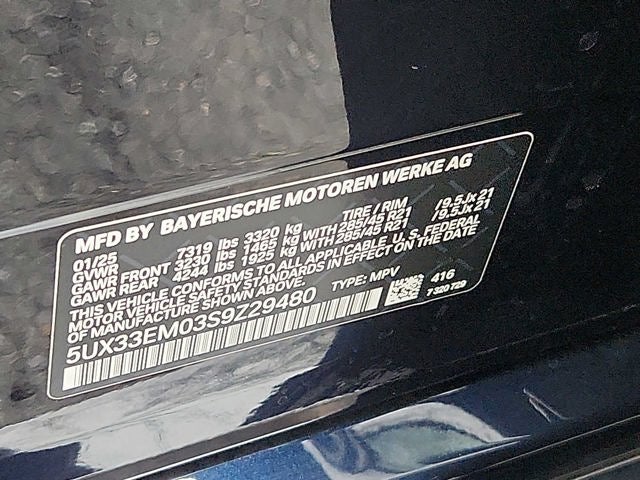 MFD BY BAYERISCHE MOTOREN WERKE AG
01/25 TIRE / RIM
GVWR 7319 lbs 3320 kg
GAWR FRONT 3230 lbs 1465 kg WITH 285/45 R21 /9.5Jx21
GAWR REAR 4244 lbs 1925 kg WITH 285/45 R21 /9.5Jx21
THIS VEHICLE CONFORMS TO ALL APPLICABLE U.S. FEDERAL
MOTOR VEHICLE SAFETY STANDARDS IN EFFECT ON THE DATE
OF MANUFACTURE SHOWN ABOVE.
5UX33EM03S9Z29480 TYPE: MPV 416
7 320 729